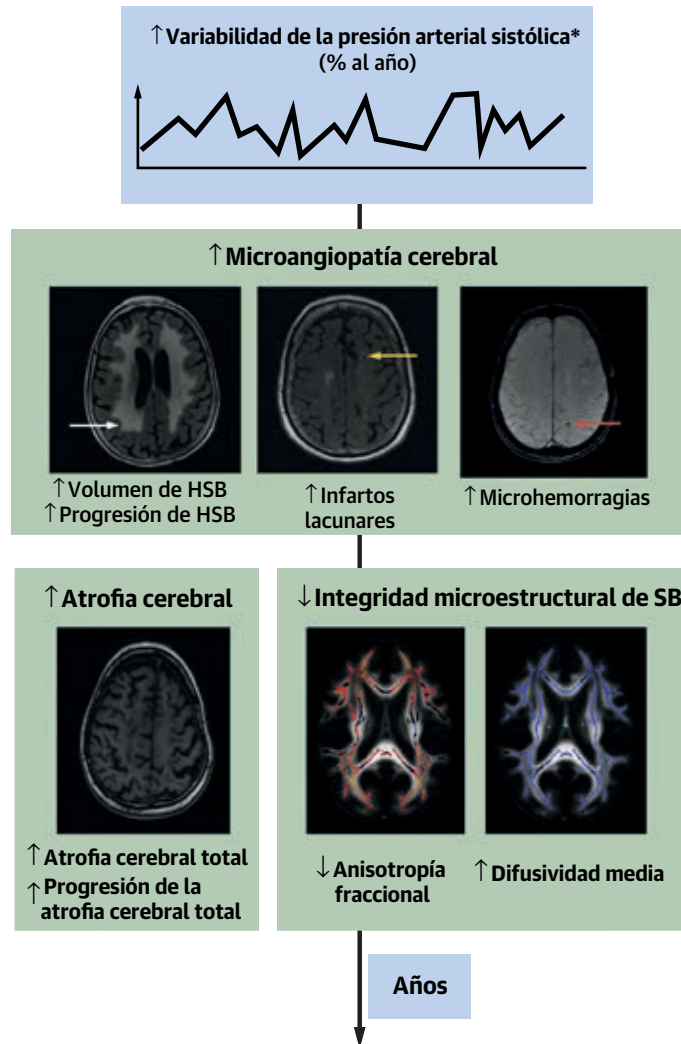 ↑Variabilidad de la presión arterial sistólica*
(% al año)
↑Microangiopatía cerebral
↑Volumen de HSB
↑Progresión de HSB
↑Infartos
lacunares
↑Microhemorragias
↑Atrofia cerebral
↑Atrofia cerebral total
↑Progresión de la
atrofia cerebral total
↓Integridad microestructural de SB
↓Anisotropía
fraccional
↑Difusividad media
Años